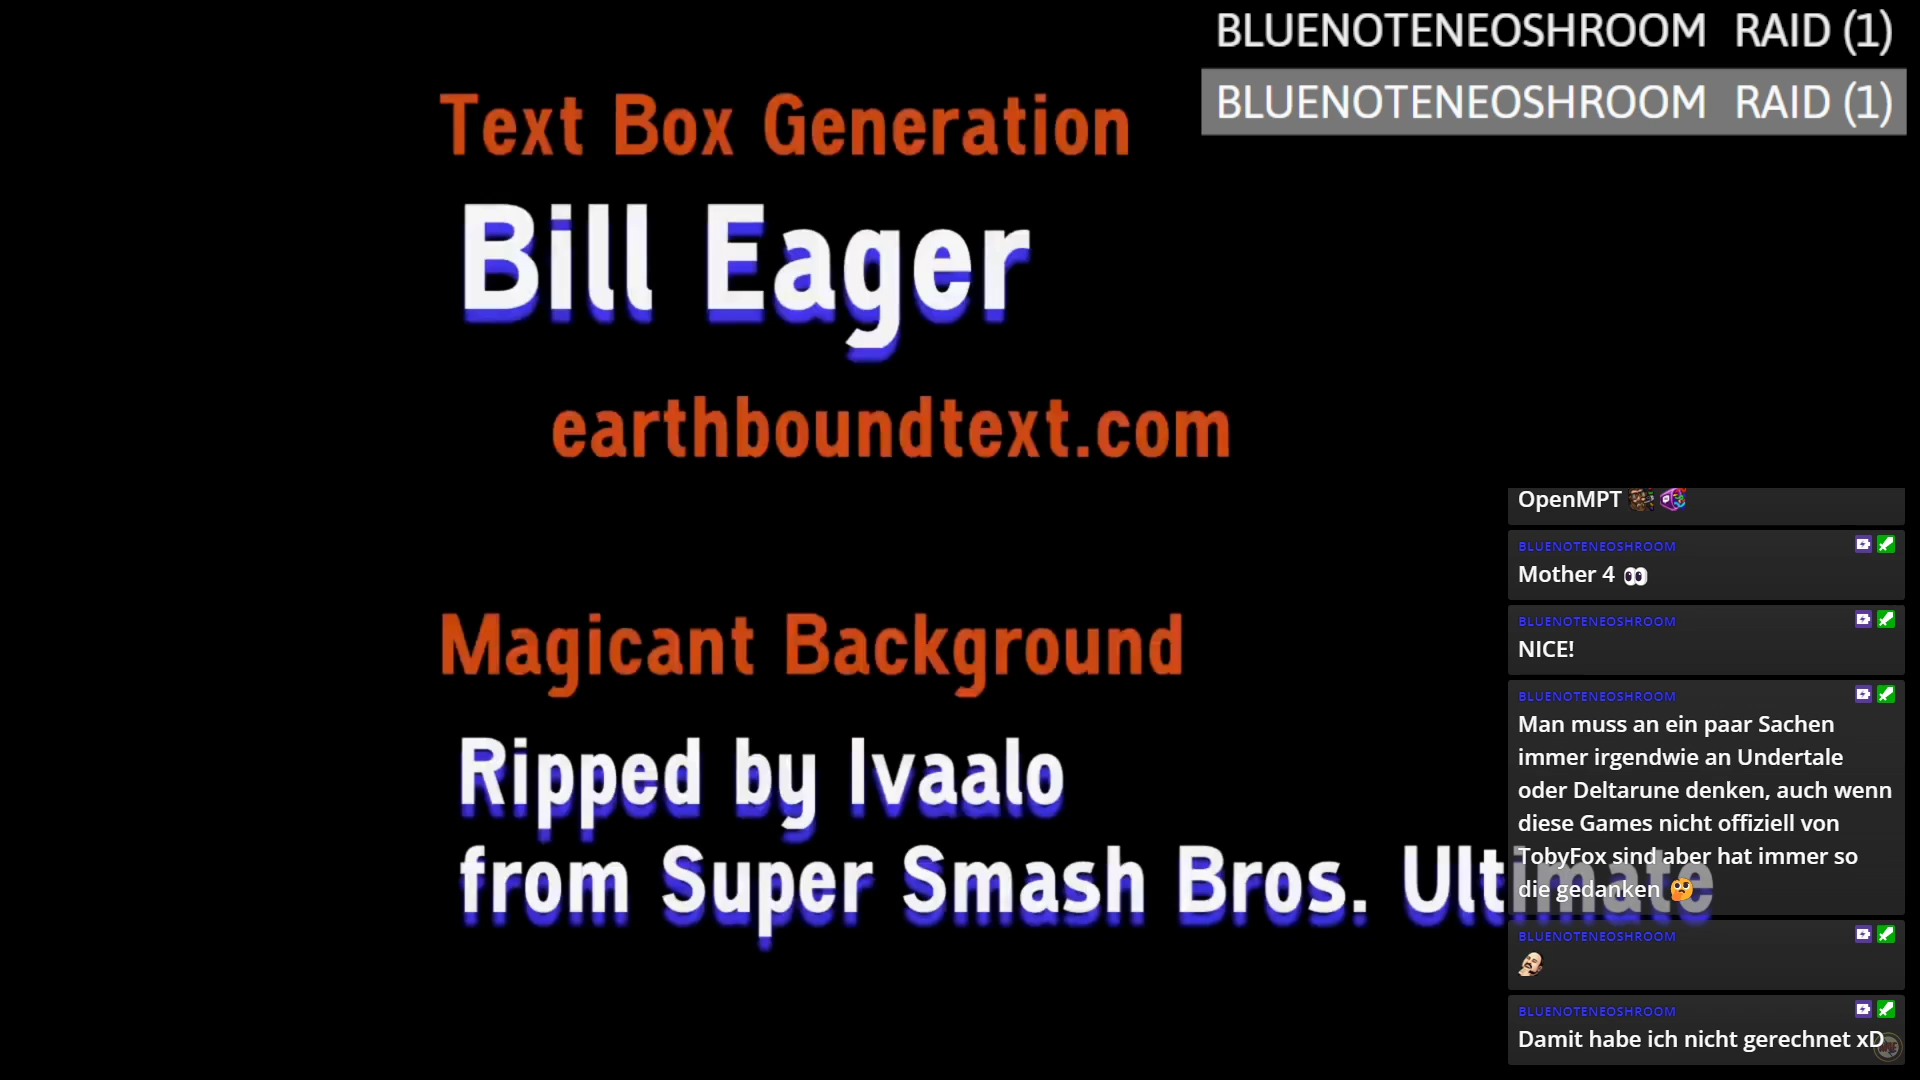 BLUENOTENEOSHROOM RAID (1)
BLUENOTENEOSHROOM RAID (1)
Text Box Generation
Bill Eager
earthboundtext.com
Magicant Background
Ripped by Ivaalo
from Super Smash Bros. Ultimate
OpenMPT
BLUENOTENEOSHROOM
Mother 4 👀
BLUENOTENEOSHROOM
NICE!
BLUENOTENEOSHROOM
Man muss an ein paar Sachen
immer irgendwie an Undertale
oder Deltarune denken, auch wenn
diese Games nicht offiziell von
TobyFox sind aber hat immer so
die gedanken
BLUENOTENEOSHROOM
BLUENOTENEOSHROOM
Damit habe ich nicht gerechnet xD